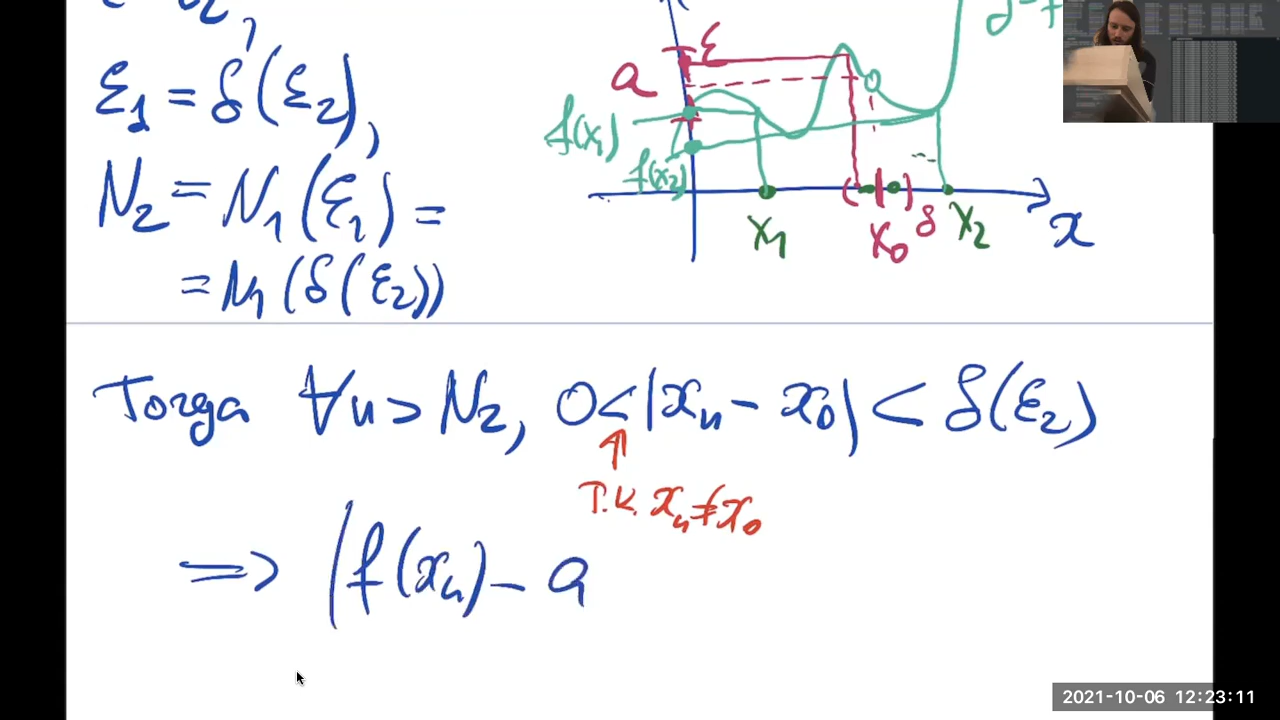 ε₁ = δ(ε₂),
N₂ = N₁(ε₁) =
= N₁(δ(ε₂))
ε
a
f(x₁)
f(x₂)
x₁
x₀
δ
x₂
x
Тогда ∀n > N₂, 0 < |xₙ − x₀| < δ(ε₂)
↑
т.к. xₙ ≠ x₀
⟹ |f(xₙ) − a
2021-10-06 12:23:11